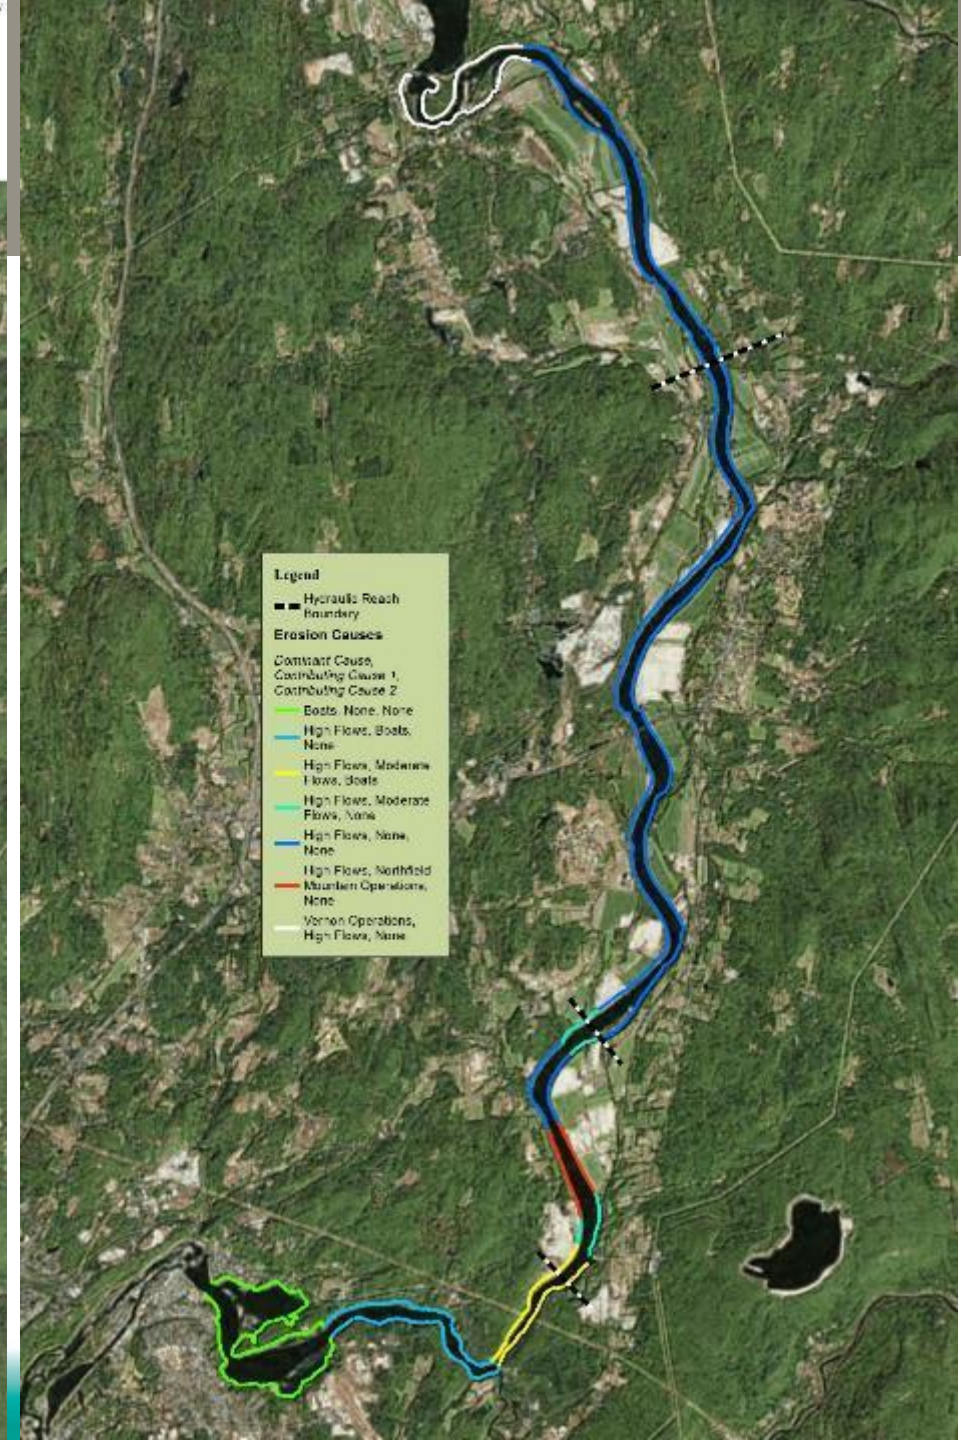 Legend
Hydraulic Reach
Boundary
Erosion Causes
Dominant Cause,
Contributing Cause 1,
Contributing Cause 2
Boats, None, None
High Flows, Boats,
None
High Flows, Moderate
Flows, Boats
High Flows, Moderate
Flows, None
High Flows, None,
None
High Flows, Northfield
Mountain Operations,
None
Vernon Operations,
High Flows, None